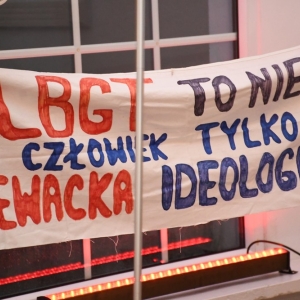 LBGT TO NIE
CZŁOWIEK TYLKO
EWACKA IDEOLOG